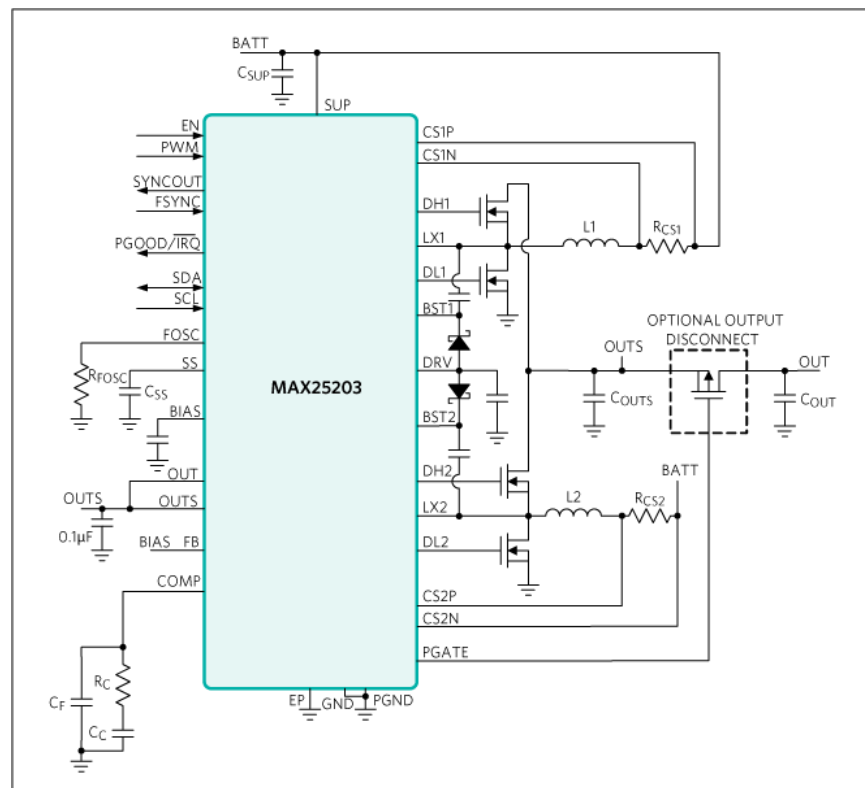 BATT
CSUP
SUP
EN
PWM
SYNCOUT
FSYNC
PGOOD/IRQ
SDA
SCL
FOSC
RFOSC
SS
CSS
BIAS
OUT
OUTS
OUTS
0.1µF
BIAS FB
COMP
RC
CF
CC
MAX25203
EP
GND
PGND
CS1P
CS1N
DH1
LX1
DL1
BST1
DRV
BST2
DH2
LX2
DL2
CS2P
CS2N
PGATE
L1
RCS1
OPTIONAL OUTPUT
DISCONNECT
OUTS
OUT
COUTS
COUT
BATT
L2
RCS2